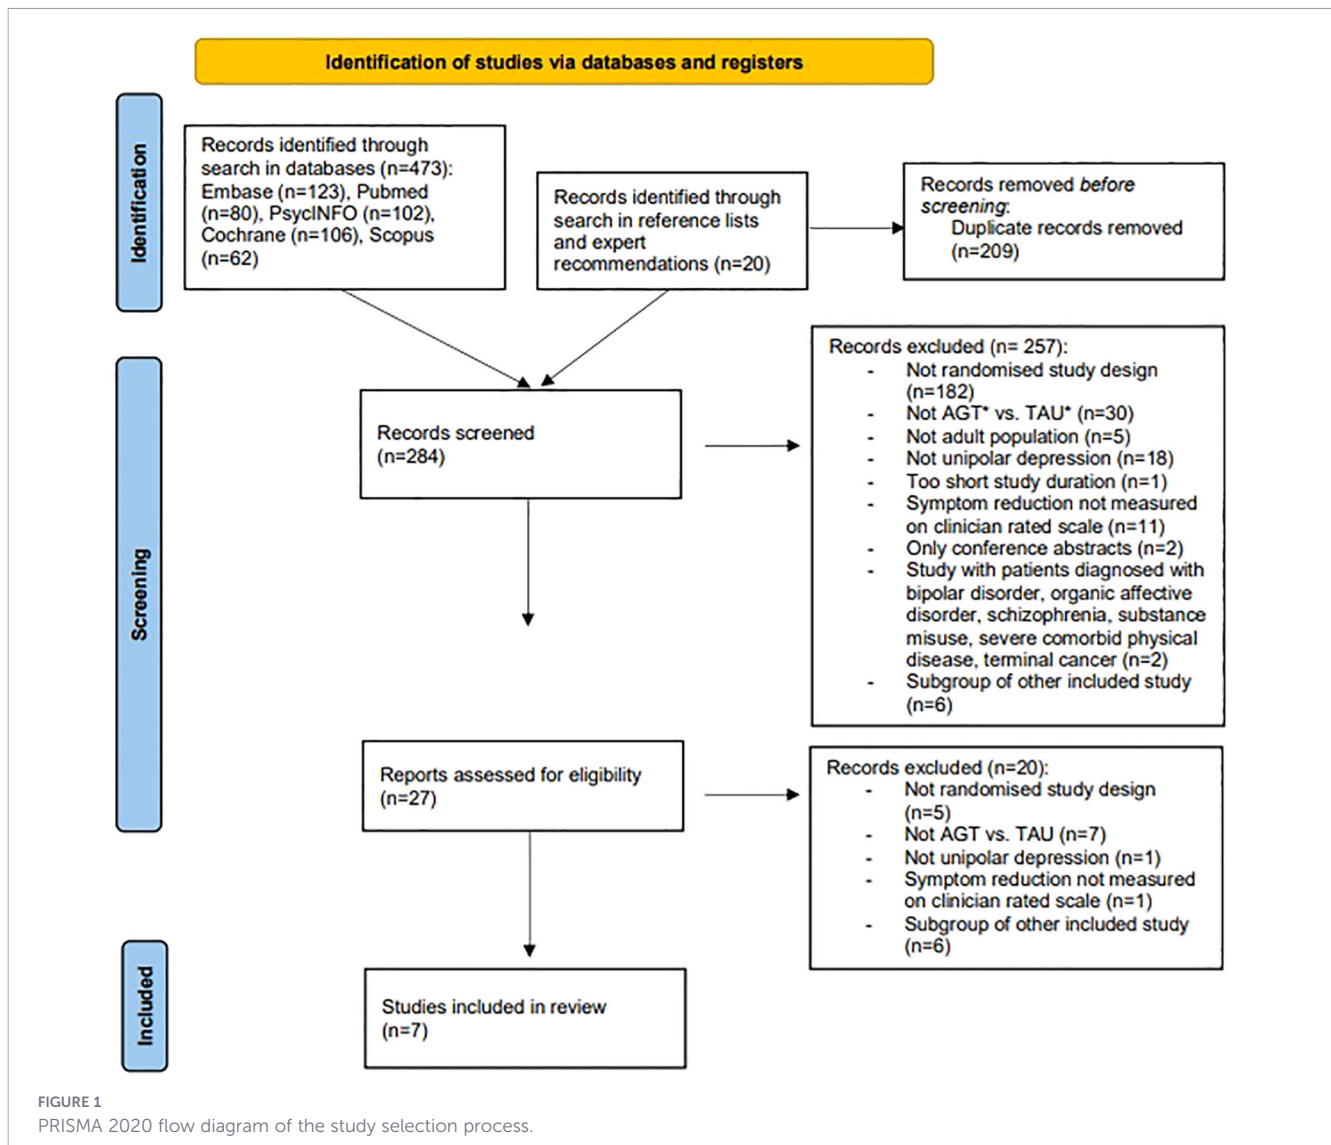 Identification of studies via databases and registers
Identification
Records identified through
search in databases (n=473):
Embase (n=123), Pubmed
(n=80), PsycINFO (n=102),
Cochrane (n=106), Scopus
(n=62)
Records identified through
search in reference lists
and expert
recommendations (n=20)
Records removed before
screening:
Duplicate records removed
(n=209)
Screening
Records screened
(n=284)
Records excluded (n= 257):
- Not randomised study design
(n=182)
- Not AGT* vs. TAU* (n=30)
- Not adult population (n=5)
- Not unipolar depression (n=18)
- Too short study duration (n=1)
- Symptom reduction not measured
on clinician rated scale (n=11)
- Only conference abstracts (n=2)
- Study with patients diagnosed with
bipolar disorder, organic affective
disorder, schizophrenia, substance
misuse, severe comorbid physical
disease, terminal cancer (n=2)
- Subgroup of other included study
(n=6)
Reports assessed for eligibility
(n=27)
Records excluded (n=20):
- Not randomised study design
(n=5)
- Not AGT vs. TAU (n=7)
- Not unipolar depression (n=1)
- Symptom reduction not measured
on clinician rated scale (n=1)
- Subgroup of other included study
(n=6)
Included
Studies included in review
(n=7)
FIGURE 1
PRISMA 2020 flow diagram of the study selection process.